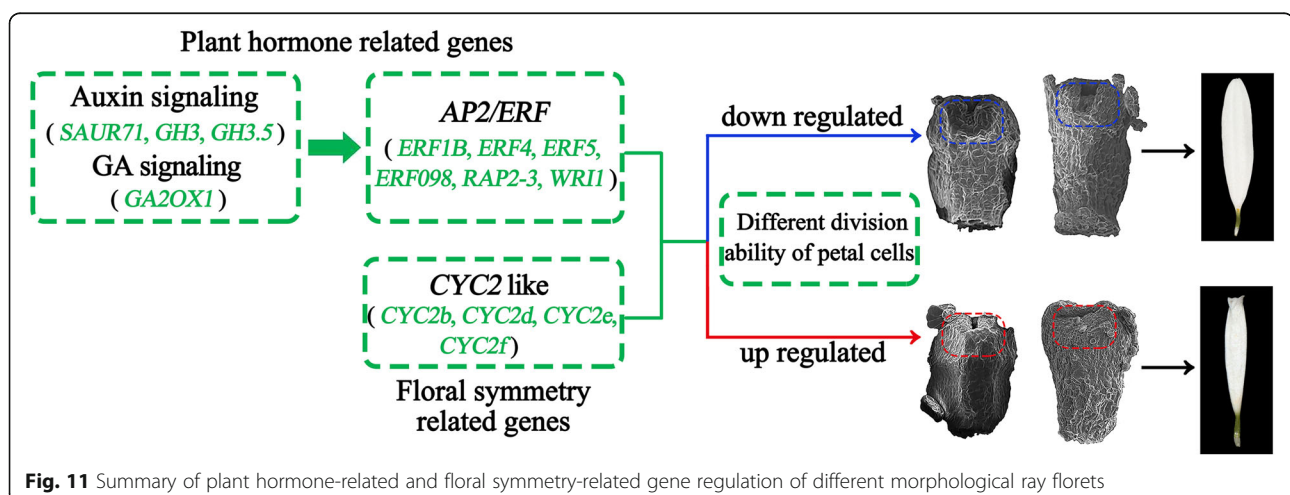 Plant hormone related genes
Auxin signaling
( SAUR71, GH3, GH3.5)
GA signaling
( GA2OX1)
AP2/ERF
( ERF1B, ERF4, ERF5,
ERF098, RAP2-3, WRI1 )
CYC2 like
( CYC2b, CYC2d, CYC2e,
CYC2f)
Floral symmetry
related genes
down regulated
Different division
ability of petal cells
up regulated
Fig. 11 Summary of plant hormone-related and floral symmetry-related gene regulation of different morphological ray florets